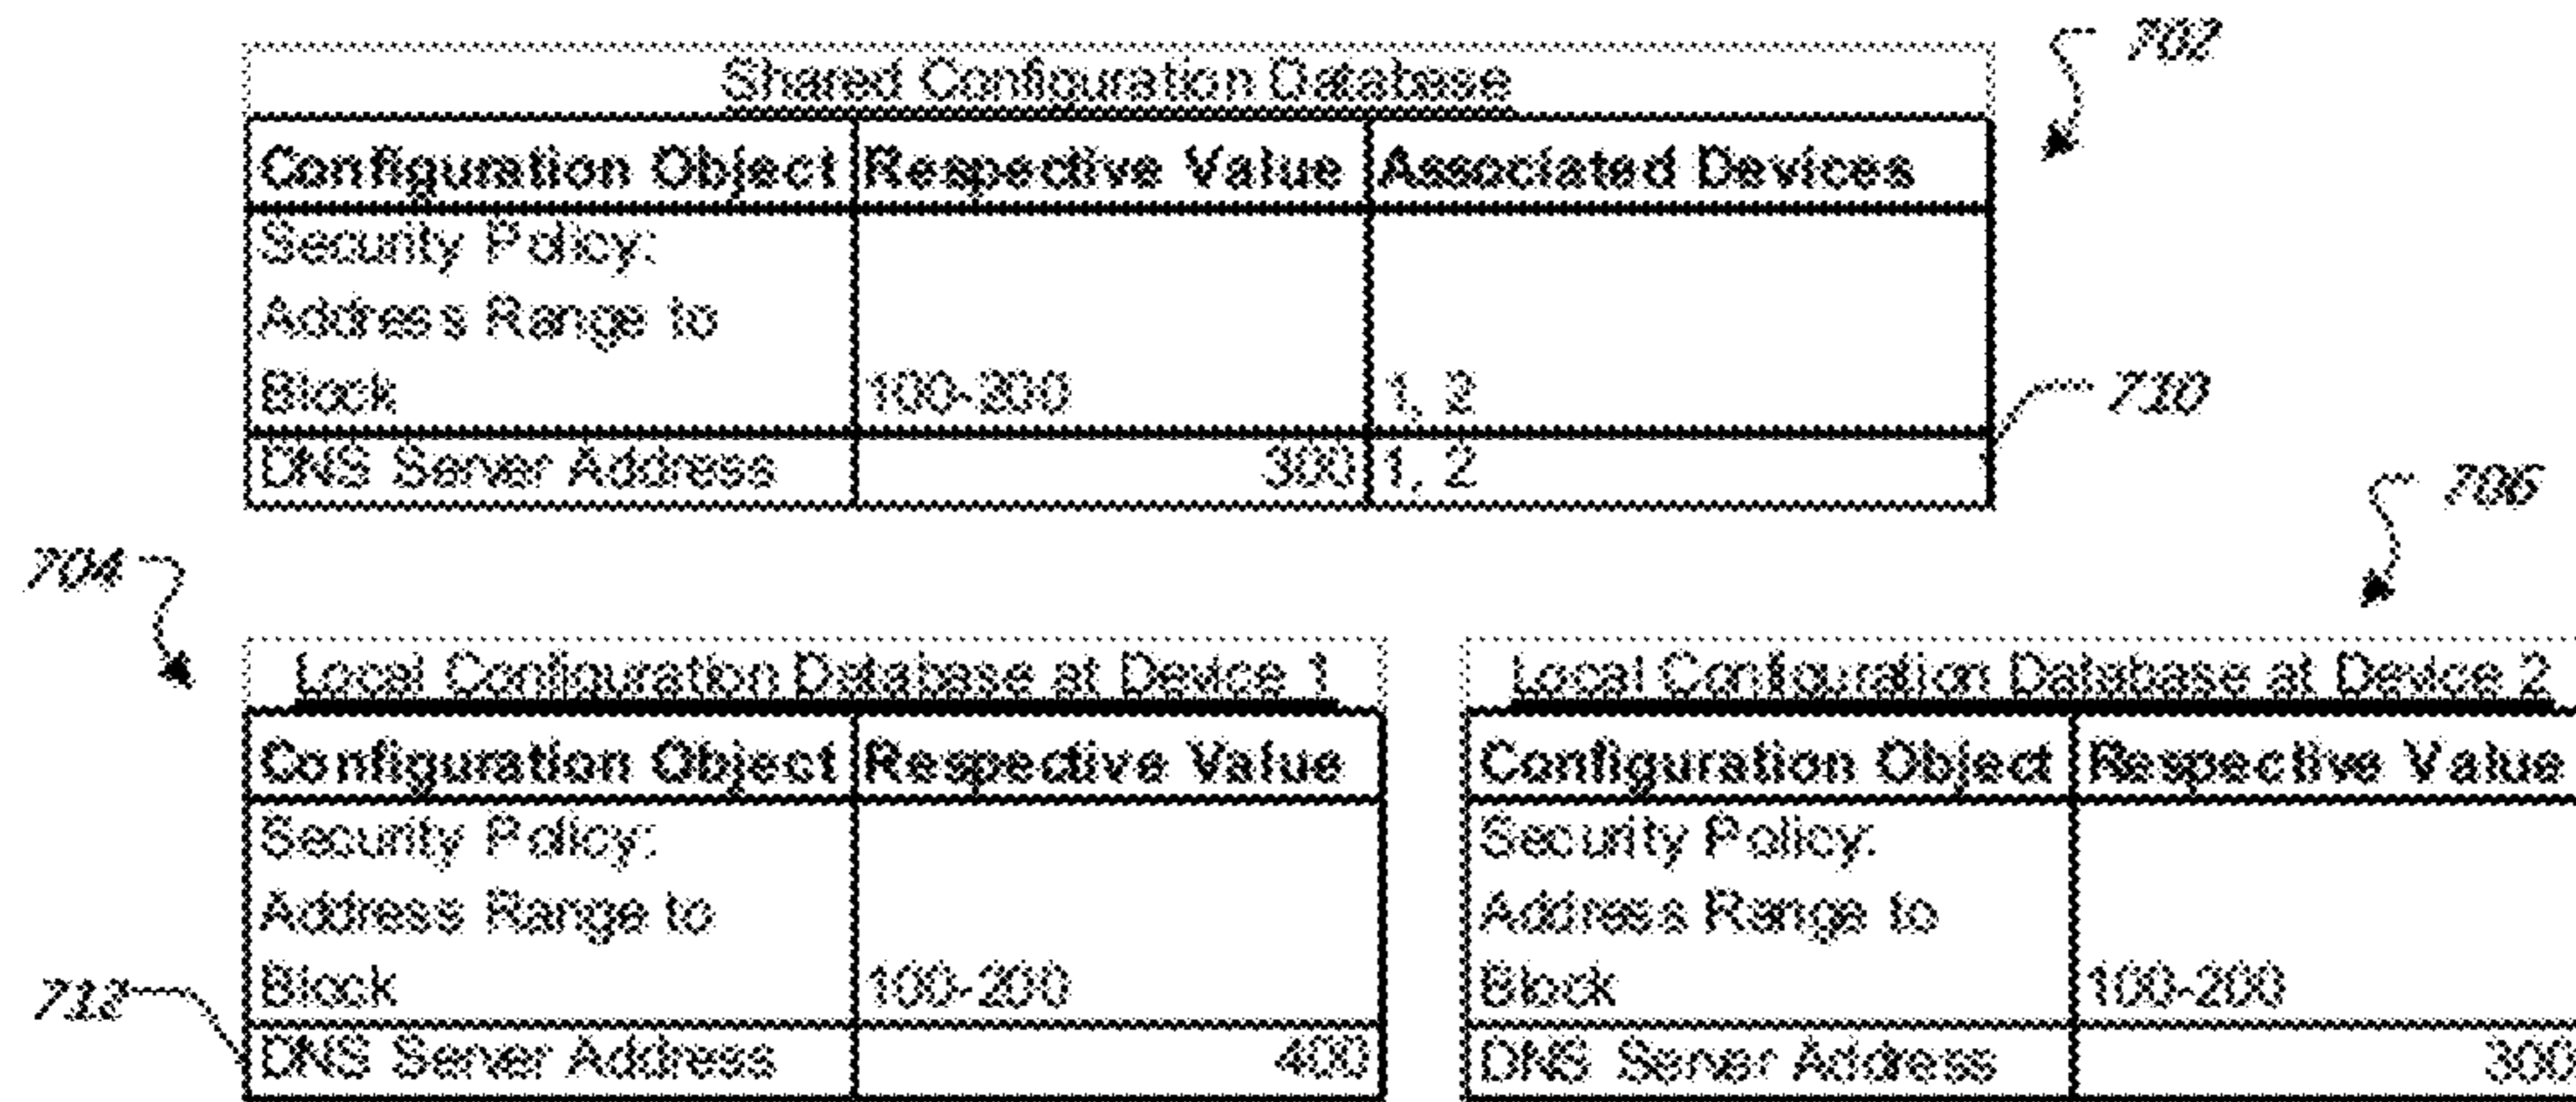 702
Shared Configuration Database
Configuration Object Respective Value Associated Devices
Security Policy:
Address Range to
Block 100-200 1, 2
710
DNS Server Address 300 1, 2
706
704
Local Configuration Database at Device 1
Configuration Object Respective Value
Security Policy:
Address Range to
Block 100-200
712
DNS Server Address 400
Local Configuration Database at Device 2
Configuration Object Respective Value
Security Policy:
Address Range to
Block 100-200
DNS Server Address 300